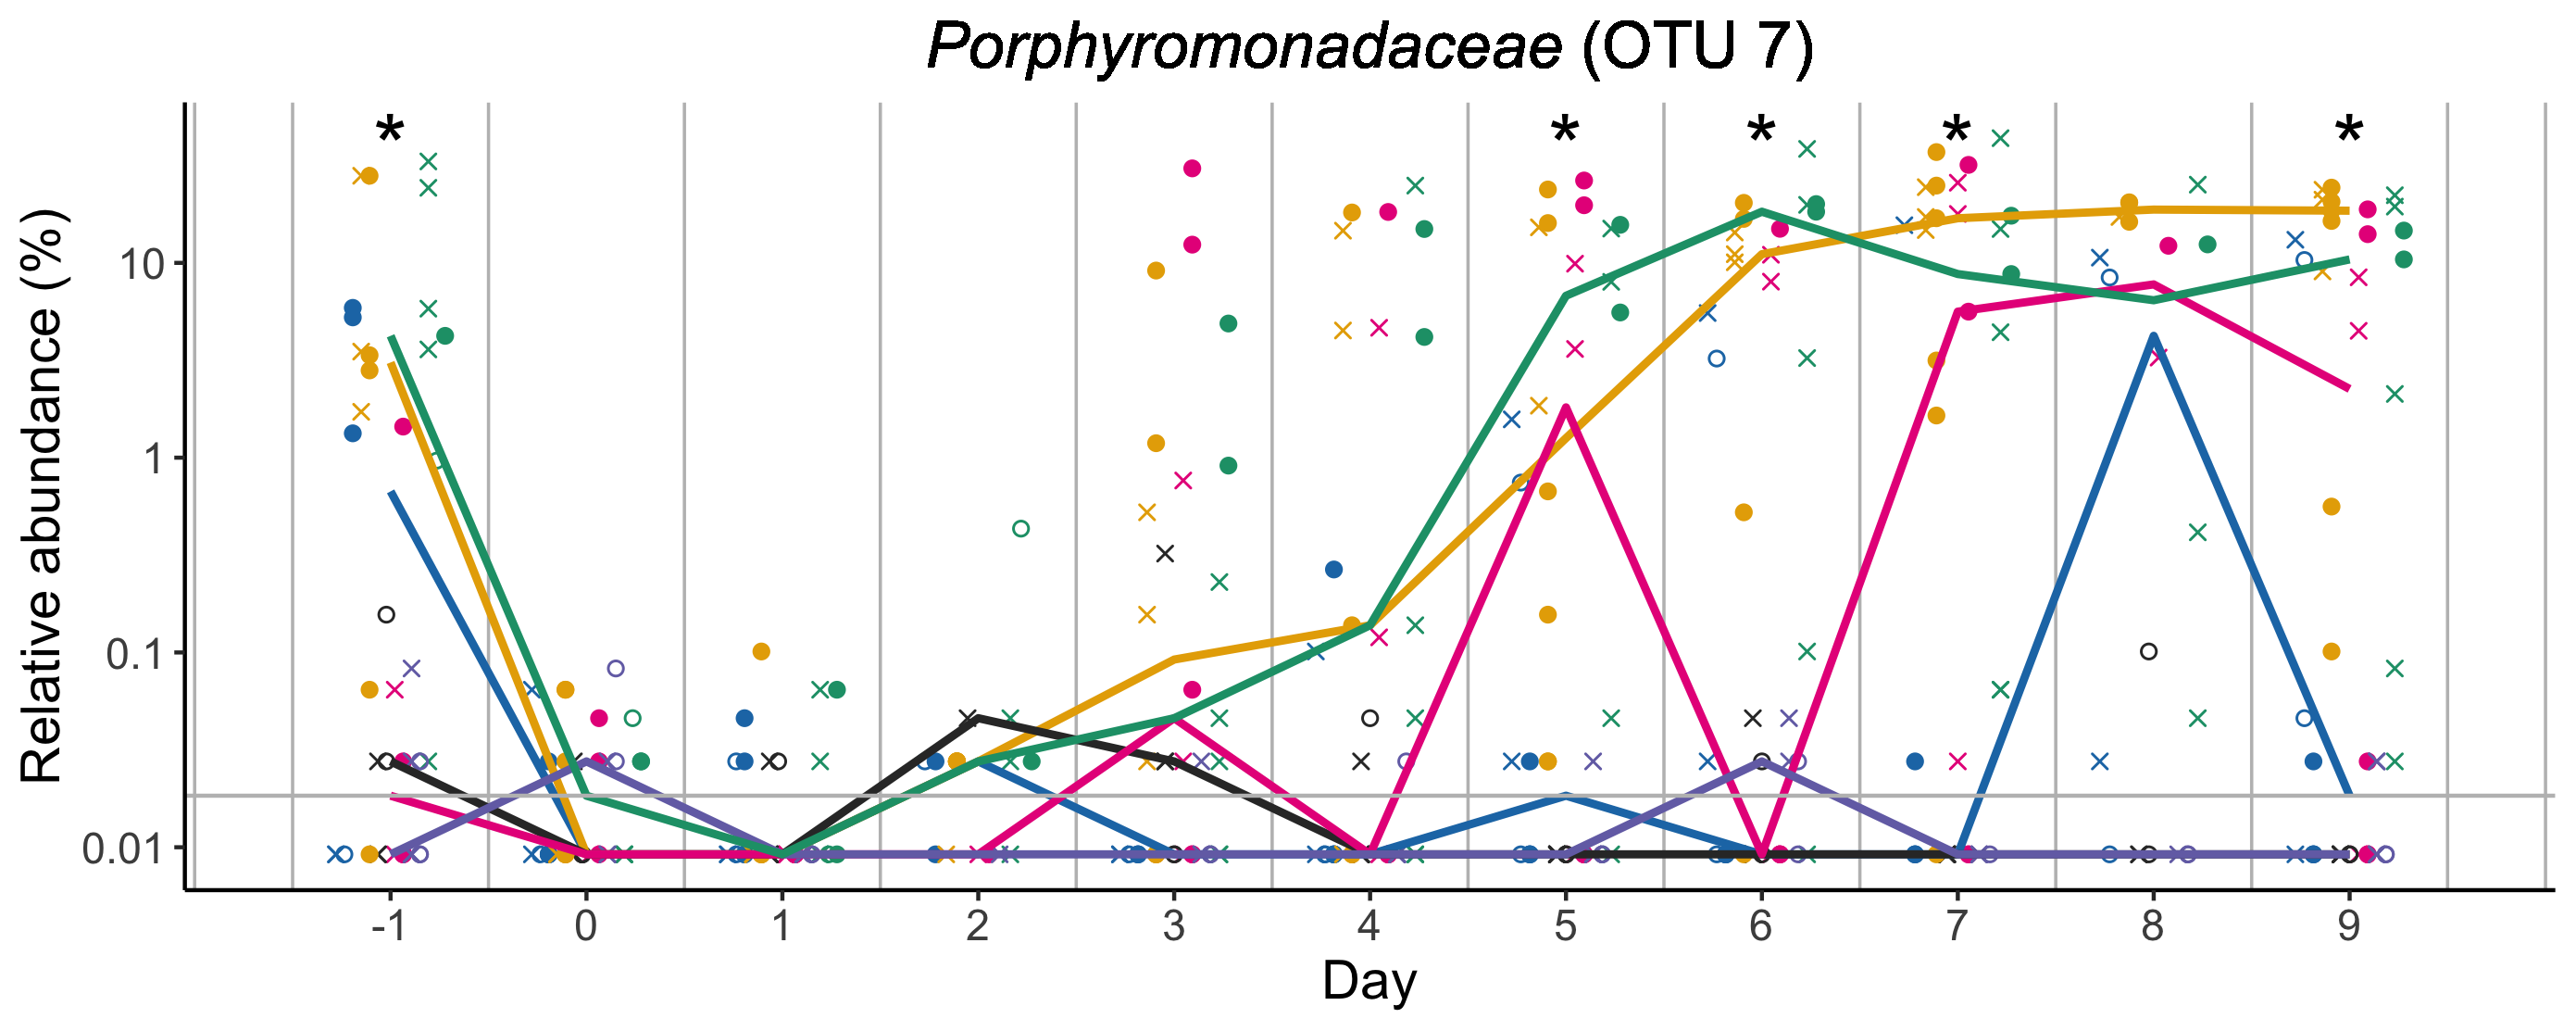 Porphyromonadaceae (OTU 7)
* * * * *
Relative abundance (%)
10
1
0.1
0.01
-1 0 1 2 3 4 5 6 7 8 9
Day